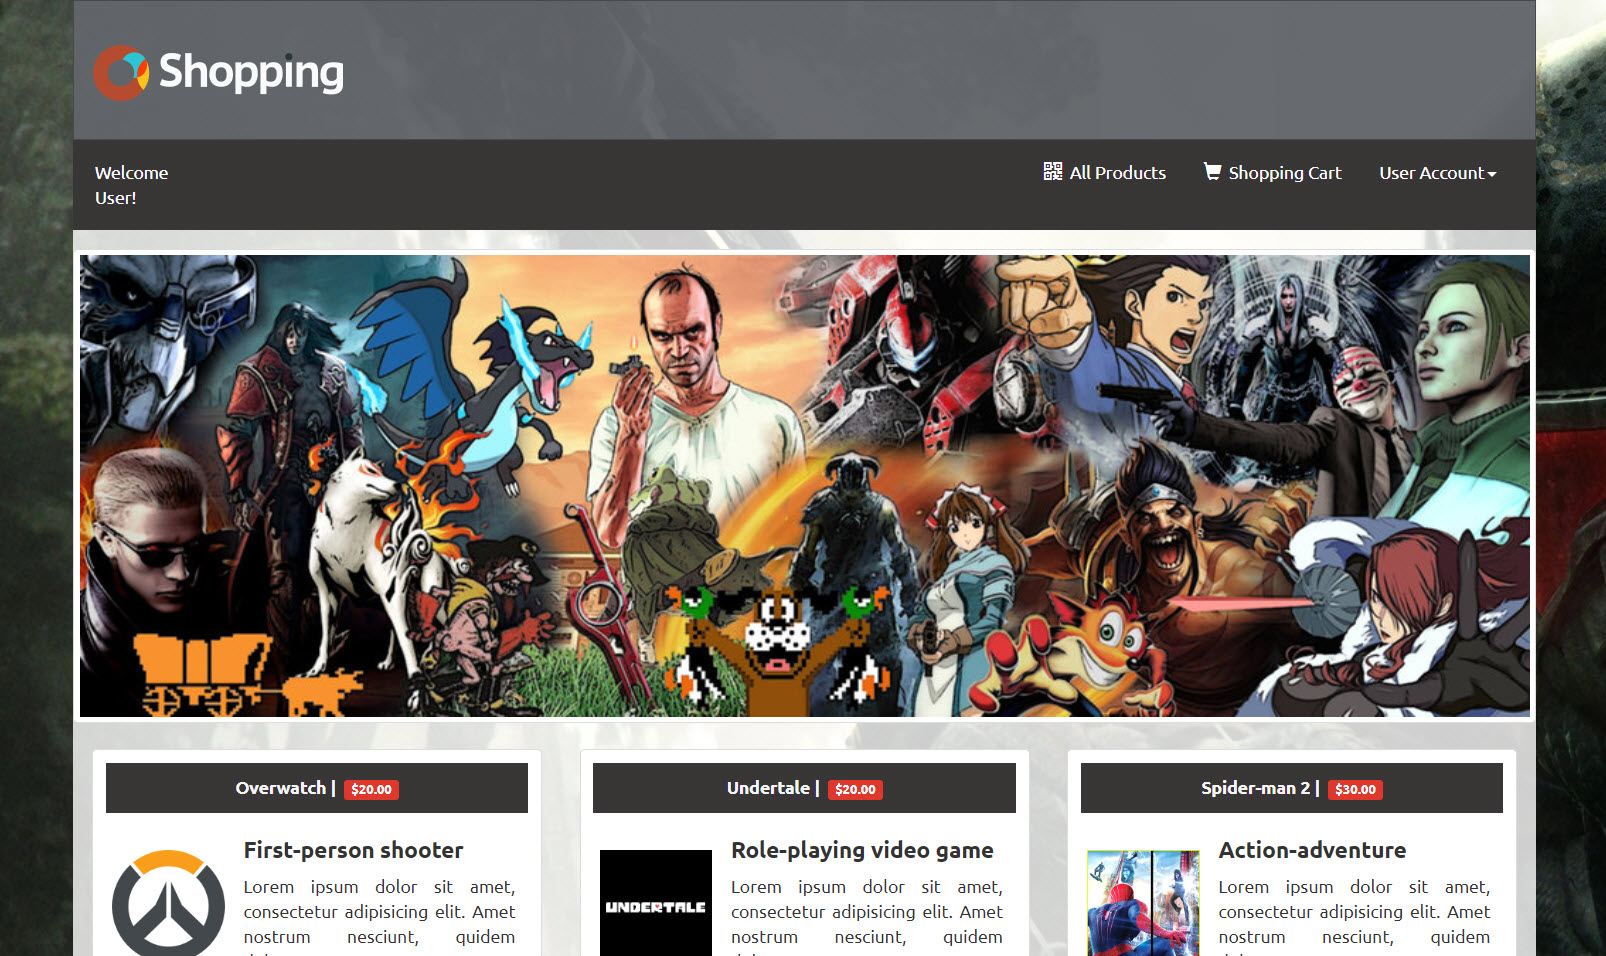 Shopping
Welcome
User!
All Products
Shopping Cart
User Account
Overwatch | $20.00
First-person shooter
Lorem ipsum dolor sit amet,
consectetur adipisicing elit. Amet
nostrum nesciunt, quidem
Undertale | $20.00
UNDERTALE
Role-playing video game
Lorem ipsum dolor sit amet,
consectetur adipisicing elit. Amet
nostrum nesciunt, quidem
Spider-man 2 | $30.00
Action-adventure
Lorem ipsum dolor sit amet,
consectetur adipisicing elit. Amet
nostrum nesciunt, quidem